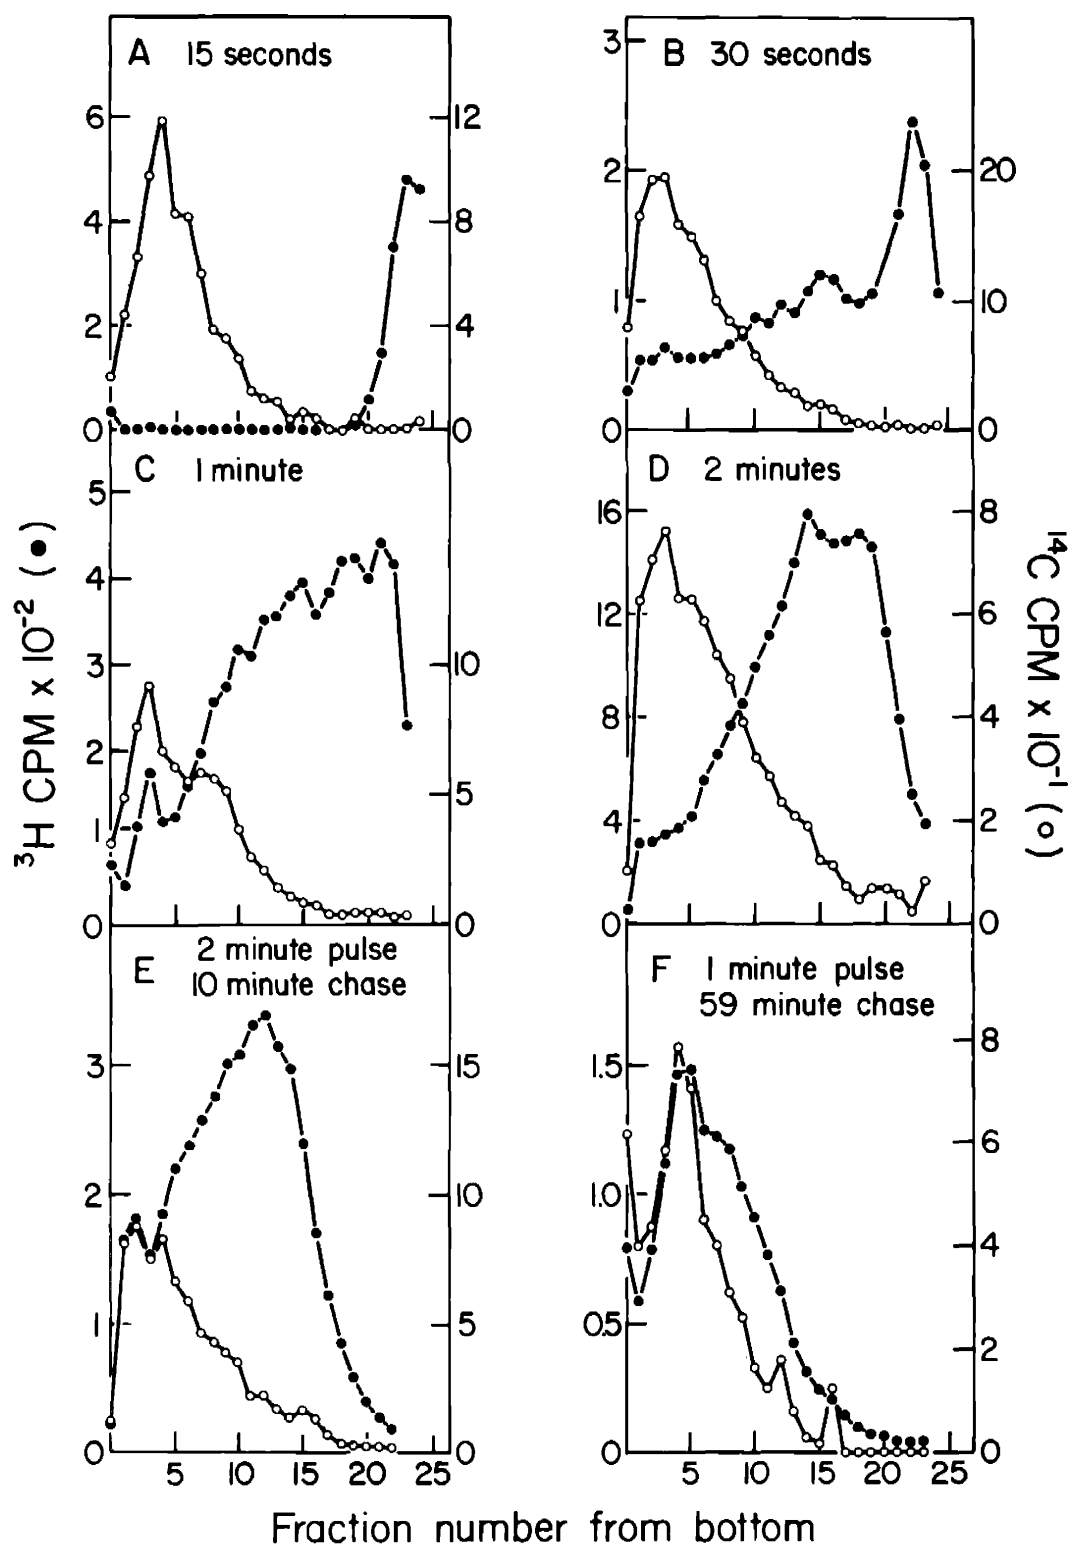 A 15 seconds
6 12
4 8
2 4
0 0
B 30 seconds
3
2 20
1 10
0 0
C 1 minute
5
4
3 10
2
5
1
0 0
D 2 minutes
16 8
12 6
8 4
4 2
0 0
³H CPM x 10⁻² (●)
¹⁴C CPM x 10⁻¹ (○)
E 2 minute pulse
10 minute chase
3 15
2 10
1 5
0 0
5 10 15 20 25
F 1 minute pulse
59 minute chase
8
1.5
6
1.0
4
0.5
2
0 0
5 10 15 20 25
Fraction number from bottom